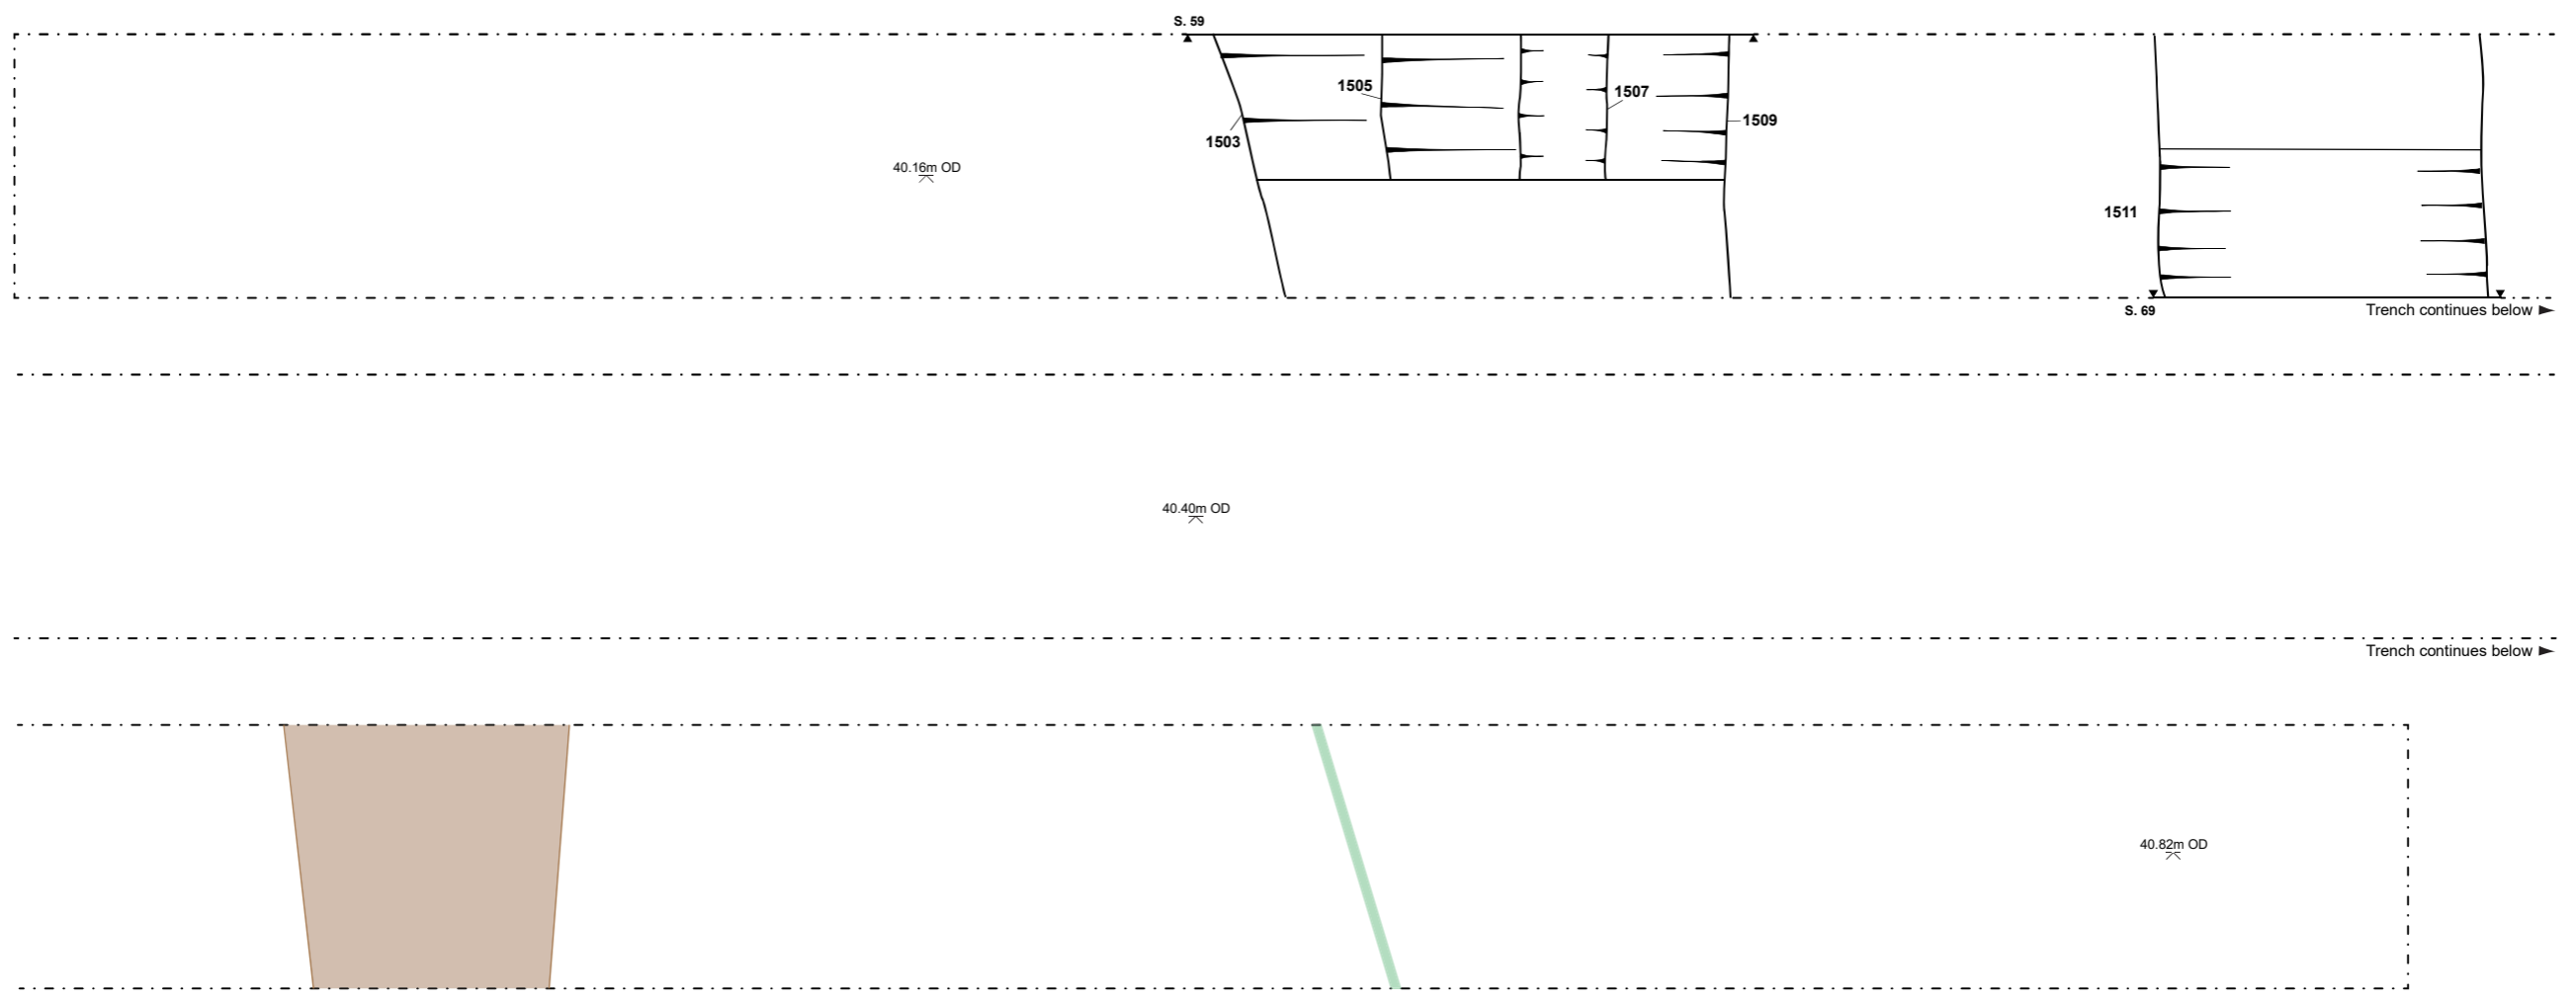 S. 59
1505
1507
1509
1503
40.16m OD
1511
S. 69
Trench continues below ►
40.40m OD
Trench continues below ►
40.82m OD